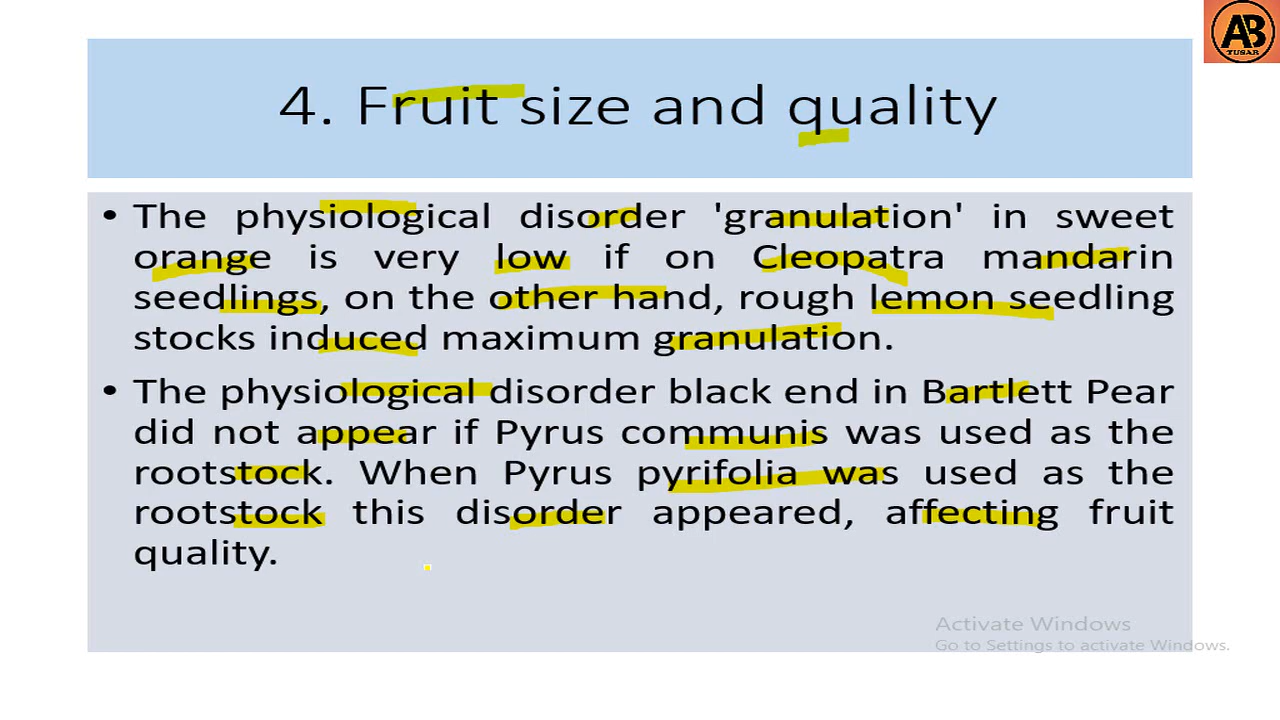 AB
TUSAR
4. Fruit size and quality
• The physiological disorder 'granulation' in sweet
orange is very low if on Cleopatra mandarin
seedlings, on the other hand, rough lemon seedling
stocks induced maximum granulation.
• The physiological disorder black end in Bartlett Pear
did not appear if Pyrus communis was used as the
rootstock. When Pyrus pyrifolia was used as the
rootstock this disorder appeared, affecting fruit
quality.
Activate Windows
Go to Settings to activate Windows.